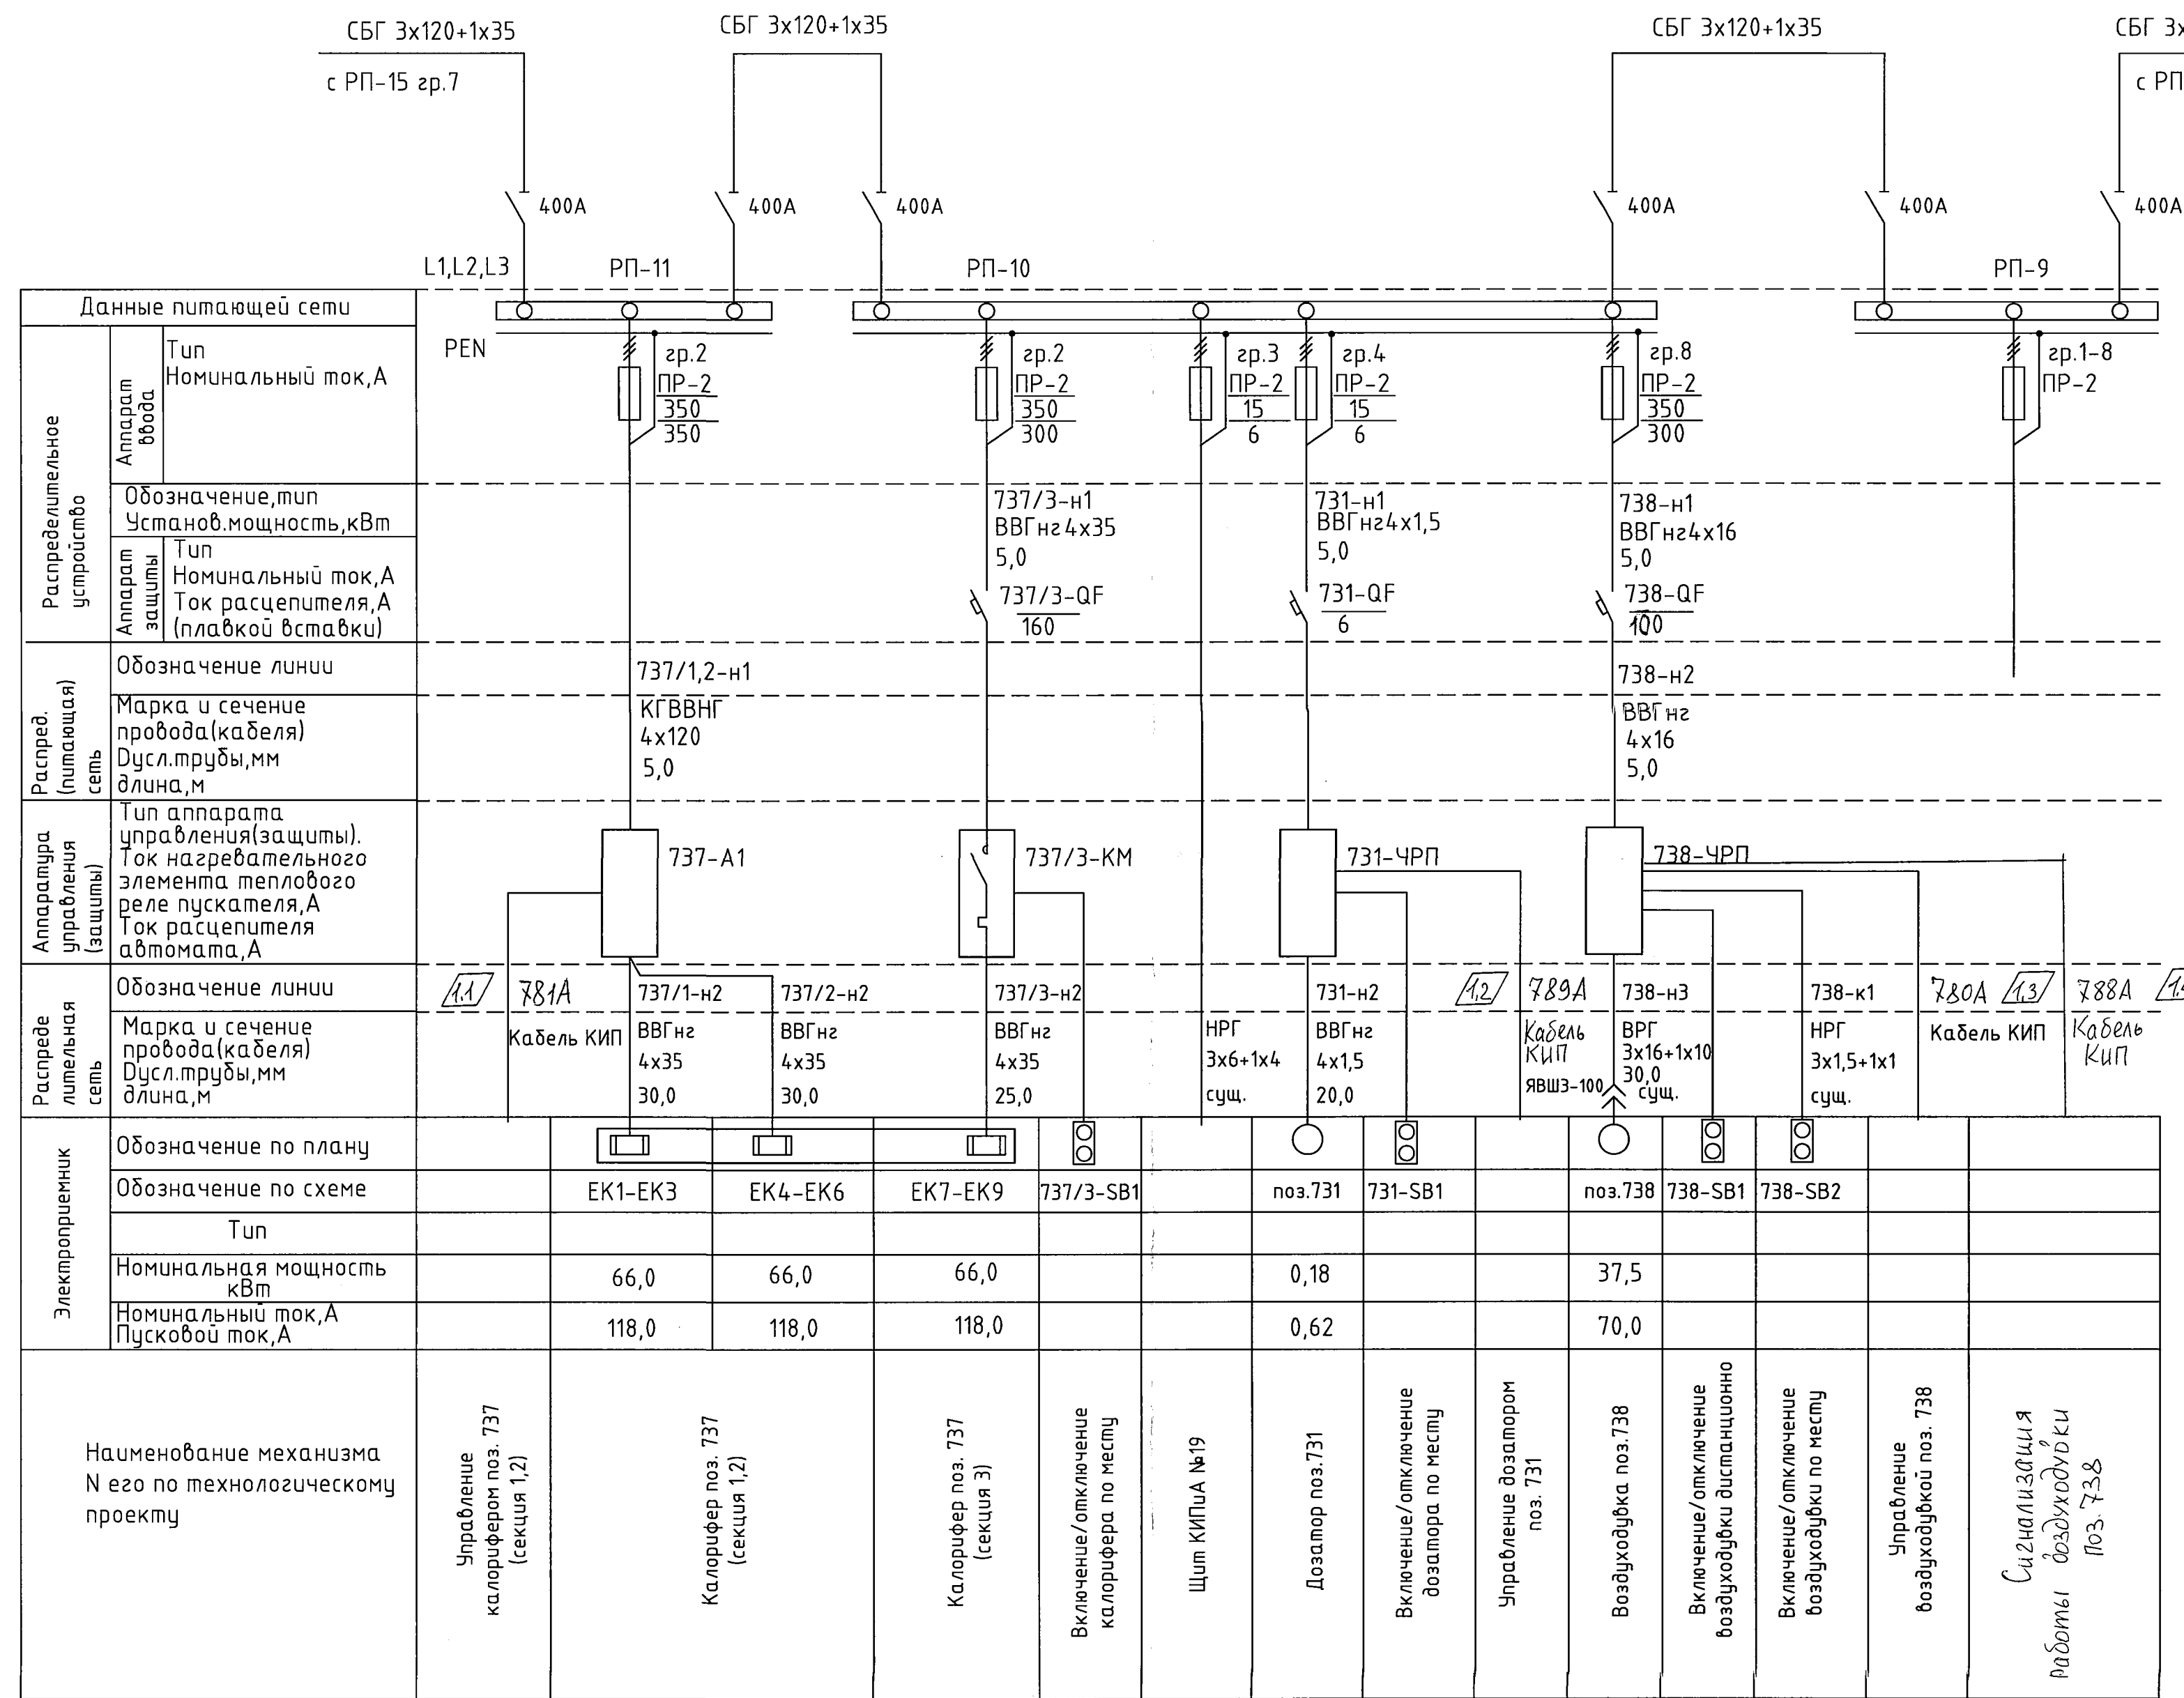 СБГ 3х120+1х35
СБГ 3х120+1х35
СБГ 3х120+1х35
с РП-15 гр.7
400А
400А
400А
400А
400А
400А
L1,L2,L3
РП-11
РП-10
РП-9
Данные питающей сети
PEN
Распределительное
устройство
Аппарат
ввода
Тип
Номинальный ток,А
гр.2
ПР-2
350
350
гр.2
ПР-2
350
300
гр.3
ПР-2
15
6
гр.4
ПР-2
15
6
гр.8
ПР-2
350
300
гр.1-8
ПР-2
Обозначение,тип
Установ.мощность,кВт
737/3-н1
ВВГнг4х35
5,0
731-н1
ВВГнг4х1,5
5,0
738-н1
ВВГнг4х16
5,0
Аппарат
защиты
Тип
Номинальный ток,А
Ток расцепителя,А
(плавкой вставки)
737/3-QF
160
731-QF
6
738-QF
100
Распред.
(питающая)
сеть
Обозначение линии
737/1,2-н1
738-н2
Марка и сечение
провода(кабеля)
Dусл.трубы,мм
длина,м
КГВВНГ
4х120
5,0
ВВГнг
4х16
5,0
Аппаратура
управления
(защиты)
Тип аппарата
управления(защиты).
Ток нагревательного
элемента теплового
реле пускателя,А
Ток расцепителя
автомата,А
737-А1
737/3-КМ
731-ЧРП
738-ЧРП
Распреде
лительная
сеть
Обозначение линии
1.1
781А
737/1-н2
737/2-н2
737/3-н2
731-н2
1,2
789А
738-н3
738-к1
780А
1,3
788А
Марка и сечение
провода(кабеля)
Dусл.трубы,мм
длина,м
Кабель КИП
ВВГнг
4х35
30,0
ВВГнг
4х35
30,0
ВВГнг
4х35
25,0
НРГ
3х6+1х4
сущ.
ВВГнг
4х1,5
20,0
Кабель
КИП
ЯВШ3-100
ВРГ
3х16+1х10
30,0
сущ.
НРГ
3х1,5+1х1
сущ.
Кабель КИП
Кабель
КИП
Электроприемник
Обозначение по плану
Обозначение по схеме
ЕК1-ЕК3
ЕК4-ЕК6
ЕК7-ЕК9
737/3-SB1
поз.731
731-SB1
поз.738
738-SB1
738-SB2
Тип
Номинальная мощность
кВт
66,0
66,0
66,0
0,18
37,5
Номинальный ток,А
Пусковой ток,А
118,0
118,0
118,0
0,62
70,0
Наименование механизма
N его по технологическому
проекту
Управление
калорифером поз. 737
(секция 1,2)
Калорифер поз. 737
(секция 1,2)
Калорифер поз. 737
(секция 3)
Включение/отключение
калорифера по месту
Щит КИПиА №19
Дозатор поз.731
Включение/отключение
дозатора по месту
Управление дозатором
поз. 731
Воздуходувка поз.738
Включение/отключение
воздуходувки дистанционно
Включение/отключение
воздуходувки по месту
Управление
воздуходувкой поз. 738
Сигнализация
работы воздуходувки
поз. 738